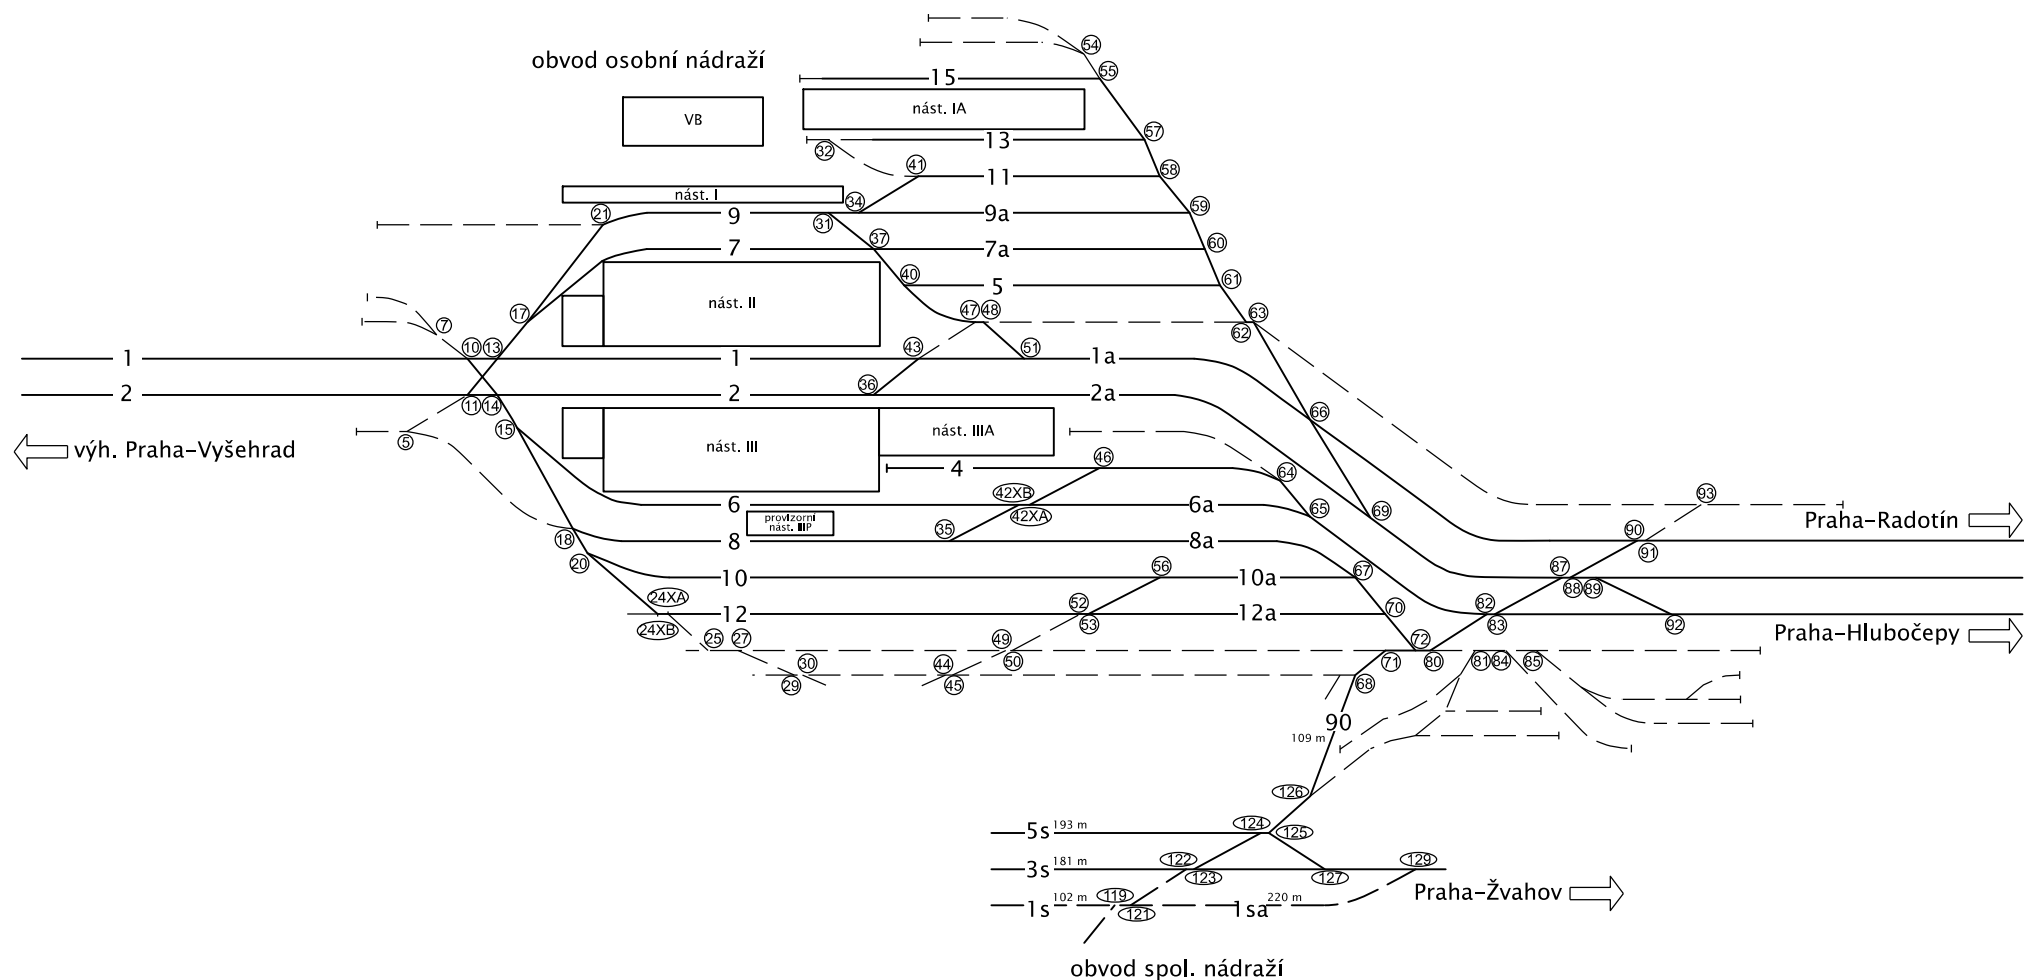 54
obvod osobní nádraží
55
15
VB
nást. IA
57
13
32
41
58
11
nást. I
34
21
9
31
9a
59
37
7
7a
60
40
61
5
nást. II
47 48
63
17
7
62
10 13
43
51
1
1
1a
36
2
2
2a
11 14
66
15
nást. III
nást. IIIA
5
výh. Praha-Vyšehrad
46
64
4
42XB
6
6a
65
69
93
42XA
provizorní
nást. IIIP
Praha-Radotín
35
90
18
8
8a
91
20
56
67
87
10
10a
88 89
24XA
52
70
82
12
12a
24XB
53
83
92
25 27
49
72
Praha-Hlubočepy
50
71
80
81 84 85
30
44
29
45
68
90
109 m
126
5s 193 m
124
125
3s 181 m
122
129
123
127
Praha-Žvahov
119
1s 102 m
121
1sa 220 m
obvod spol. nádraží